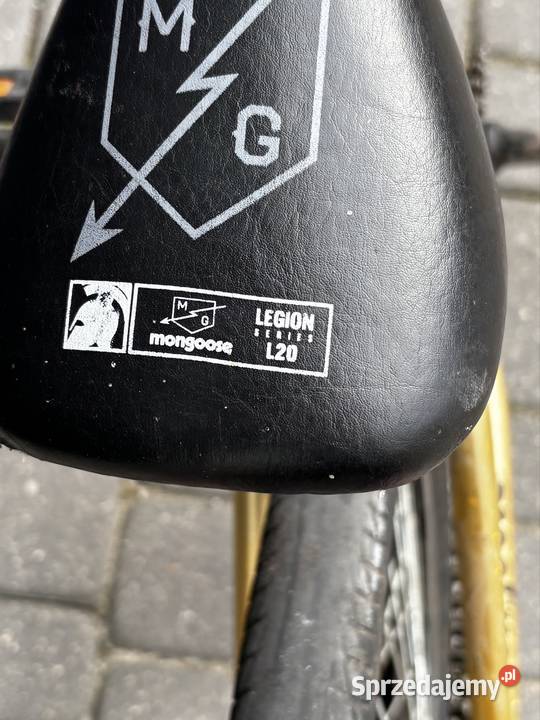 M
G
M
G
mongoose
LEGION
SERIES
L20
Sprzedajemy.pl